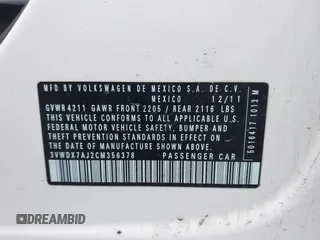 MFD BY VOLKSWAGEN DE MEXICO S.A. DE C.V.
MEXICO 12/11
GVWR 4211 GAWR FRONT 2205 / REAR 2116 LBS
THIS VEHICLE CONFORMS TO ALL APPLICABLE U.S.
FEDERAL MOTOR VEHICLE SAFETY, BUMPER AND
THEFT PREVENTION STANDARDS IN EFFECT ON THE
DATE OF MANUFACTURE SHOWN ABOVE.
3VWDX7AJ2CM356378 PASSENGER CAR
5016417 1013 M
DREAMBID